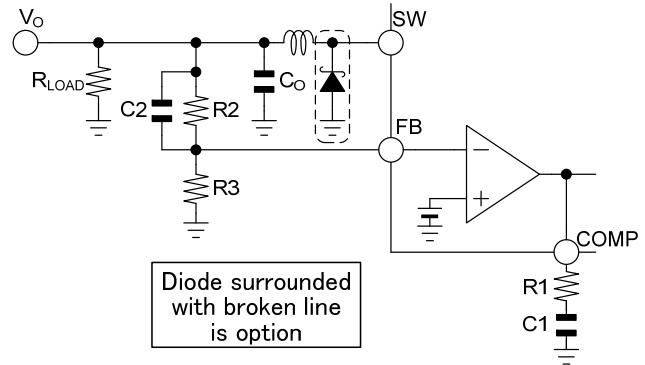 VO
SW
RLOAD
C2
R2
CO
FB
R3
−
+
COMP
R1
C1
Diode surrounded
with broken line
is option